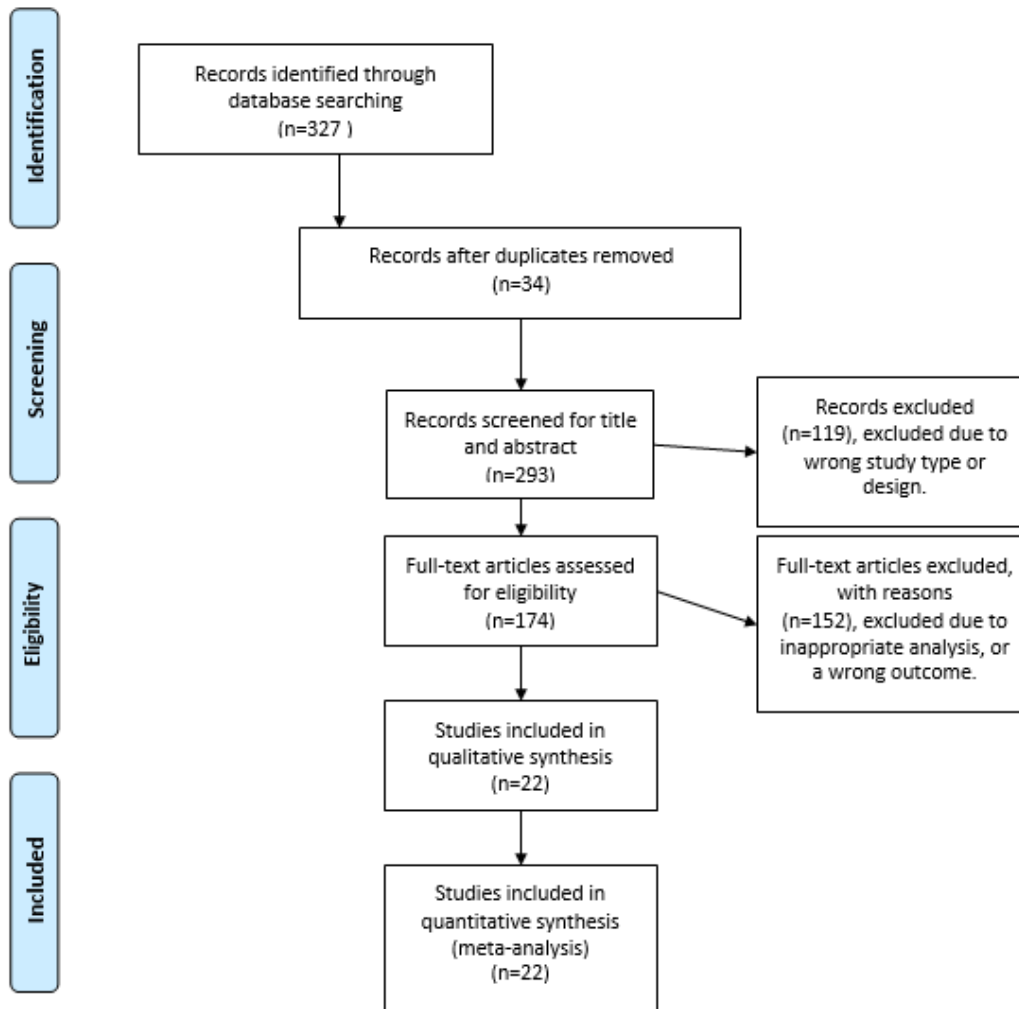 Identification
Records identified through
database searching
(n=327 )
Records after duplicates removed
(n=34)
Screening
Records screened for title
and abstract
(n=293)
Records excluded
(n=119), excluded due to
wrong study type or
design.
Eligibility
Full-text articles assessed
for eligibility
(n=174)
Full-text articles excluded,
with reasons
(n=152), excluded due to
inappropriate analysis, or
a wrong outcome.
Studies included in
qualitative synthesis
(n=22)
Included
Studies included in
quantitative synthesis
(meta-analysis)
(n=22)